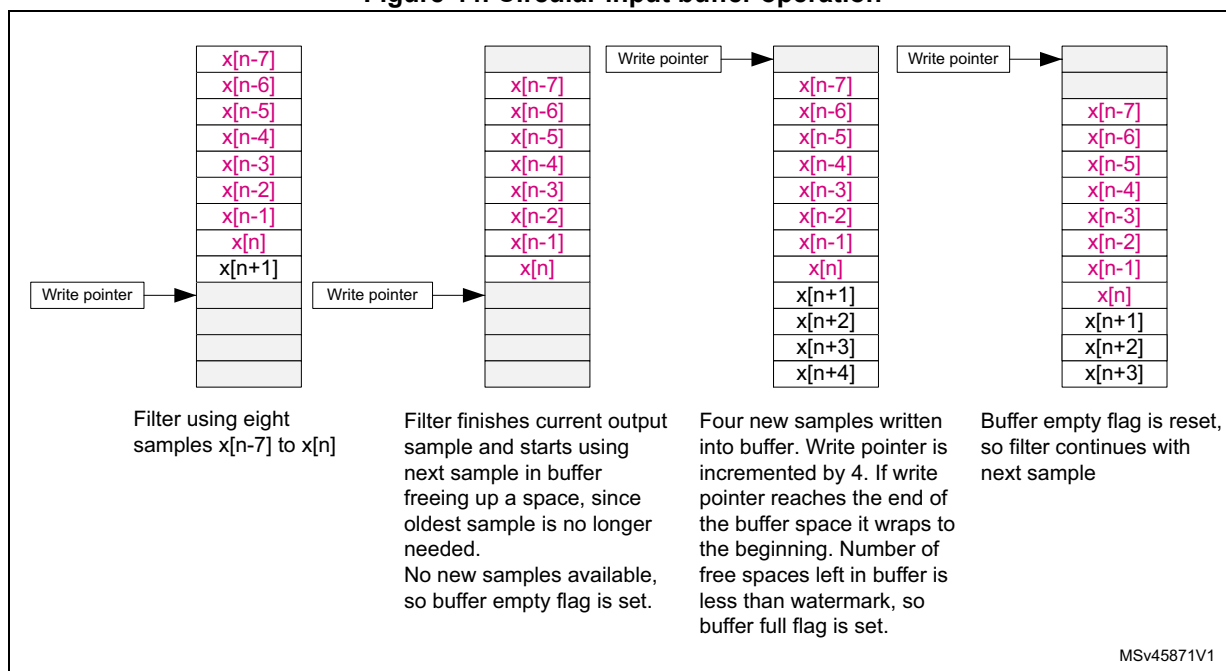 Figure Circular input buffer operation
x[n-7]
x[n-6]
x[n-5]
x[n-4]
x[n-3]
x[n-2]
x[n-1]
x[n]
x[n+1]
Write pointer
Filter using eight
samples x[n-7] to x[n]
x[n-7]
x[n-6]
x[n-5]
x[n-4]
x[n-3]
x[n-2]
x[n-1]
x[n]
Write pointer
Filter finishes current output
sample and starts using
next sample in buffer
freeing up a space, since
oldest sample is no longer
needed.
No new samples available,
so buffer empty flag is set.
Write pointer
x[n-7]
x[n-6]
x[n-5]
x[n-4]
x[n-3]
x[n-2]
x[n-1]
x[n]
x[n+1]
x[n+2]
x[n+3]
x[n+4]
Four new samples written
into buffer. Write pointer is
incremented by 4. If write
pointer reaches the end of
the buffer space it wraps to
the beginning. Number of
free spaces left in buffer is
less than watermark, so
buffer full flag is set.
Write pointer
x[n-7]
x[n-6]
x[n-5]
x[n-4]
x[n-3]
x[n-2]
x[n-1]
x[n]
x[n+1]
x[n+2]
x[n+3]
Buffer empty flag is reset,
so filter continues with
next sample
MSv45871V1